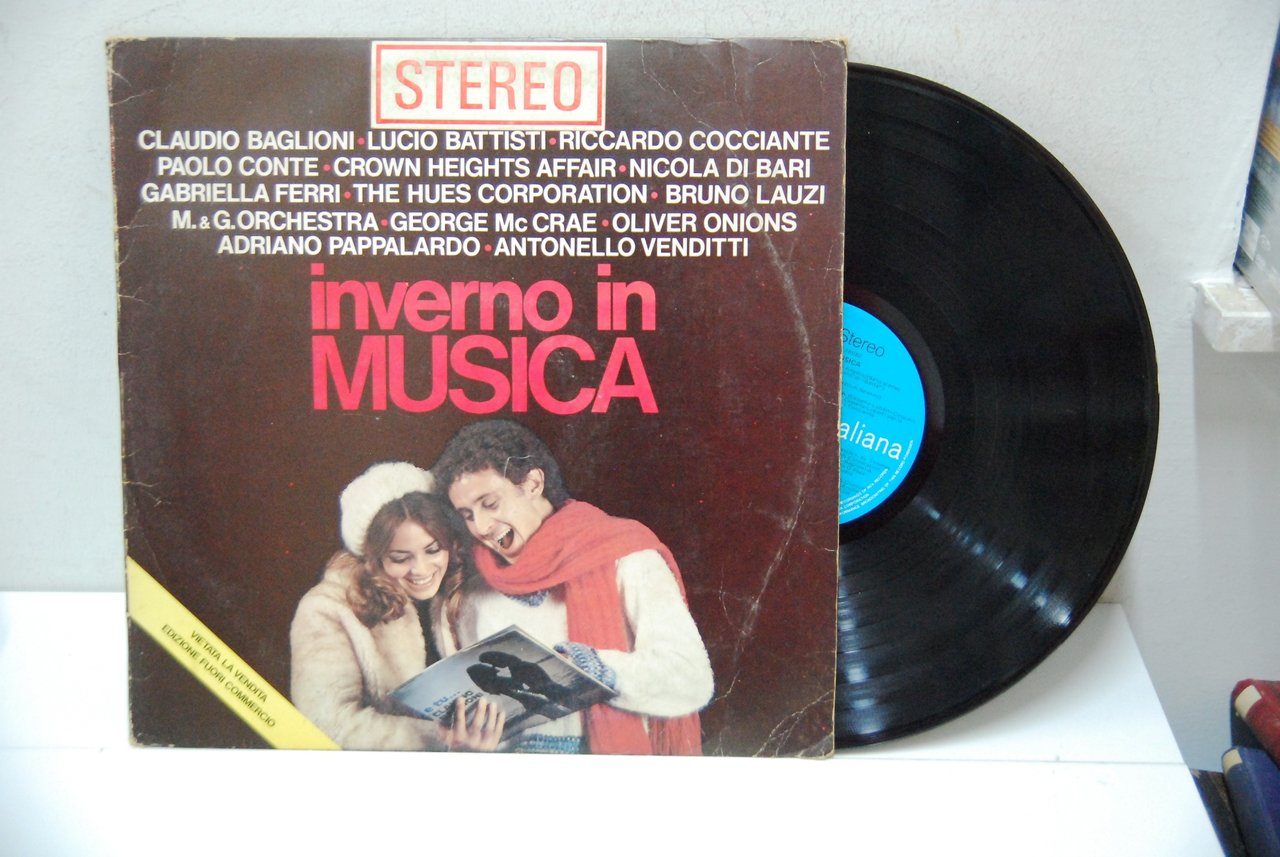 STEREO
CLAUDIO BAGLIONI • LUCIO BATTISTI • RICCARDO COCCIANTE
PAOLO CONTE • CROWN HEIGHTS AFFAIR • NICOLA DI BARI
GABRIELLA FERRI • THE HUES CORPORATION • BRUNO LAUZI
M. & G. ORCHESTRA • GEORGE Mc CRAE • OLIVER ONIONS
ADRIANO PAPPALARDO • ANTONELLO VENDITTI
inverno in
MUSICA
VIETATA LA VENDITA
EDIZIONE FUORI COMMERCIO
Stereo
aliana